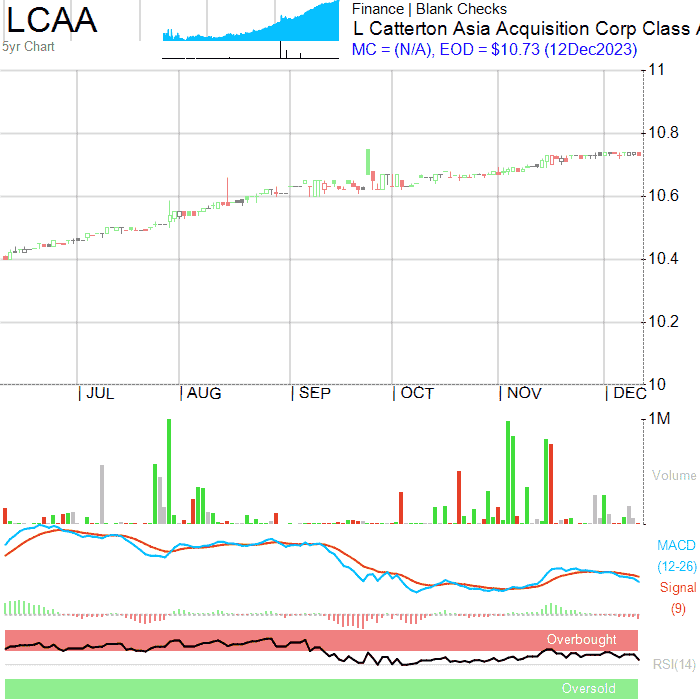 LCAA
5yr Chart
Finance | Blank Checks
L Catterton Asia Acquisition Corp Class A
MC = (N/A), EOD = $10.73 (12Dec2023)
11
10.8
10.6
10.4
10.2
10
| JUL | AUG | SEP | OCT | NOV | DEC
1M
Volume
MACD
(12-26)
Signal
(9)
Overbought
RSI(14)
Oversold